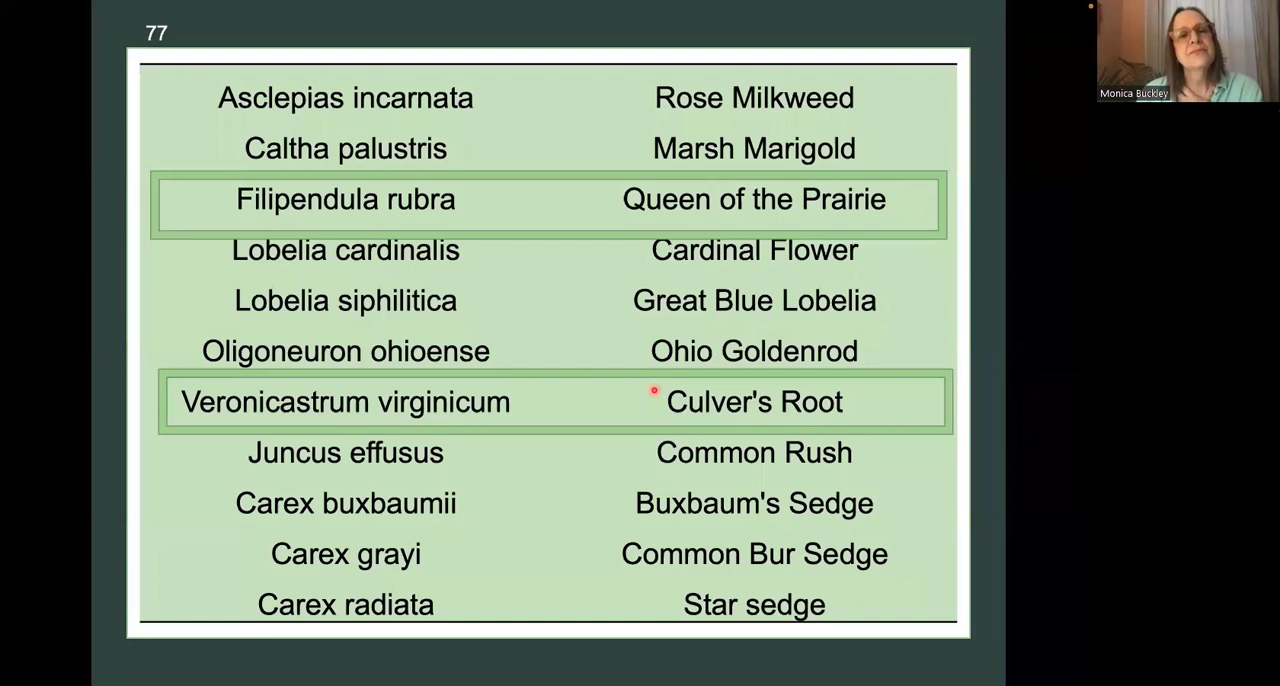 77
Asclepias incarnata Rose Milkweed
Caltha palustris Marsh Marigold
Filipendula rubra Queen of the Prairie
Lobelia cardinalis Cardinal Flower
Lobelia siphilitica Great Blue Lobelia
Oligoneuron ohioense Ohio Goldenrod
Veronicastrum virginicum Culver's Root
Juncus effusus Common Rush
Carex buxbaumii Buxbaum's Sedge
Carex grayi Common Bur Sedge
Carex radiata Star sedge
Monica Buckley